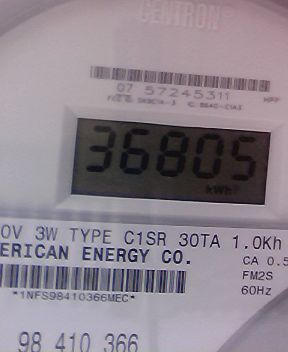 CENTRON®
07 57245311
36805
kWh
0V 3W TYPE C1SR 30TA 1.0Kh
ERICAN ENERGY CO.
CA 0.5
FM2S
*1NFS98410366MEC*
60Hz
98 410 366